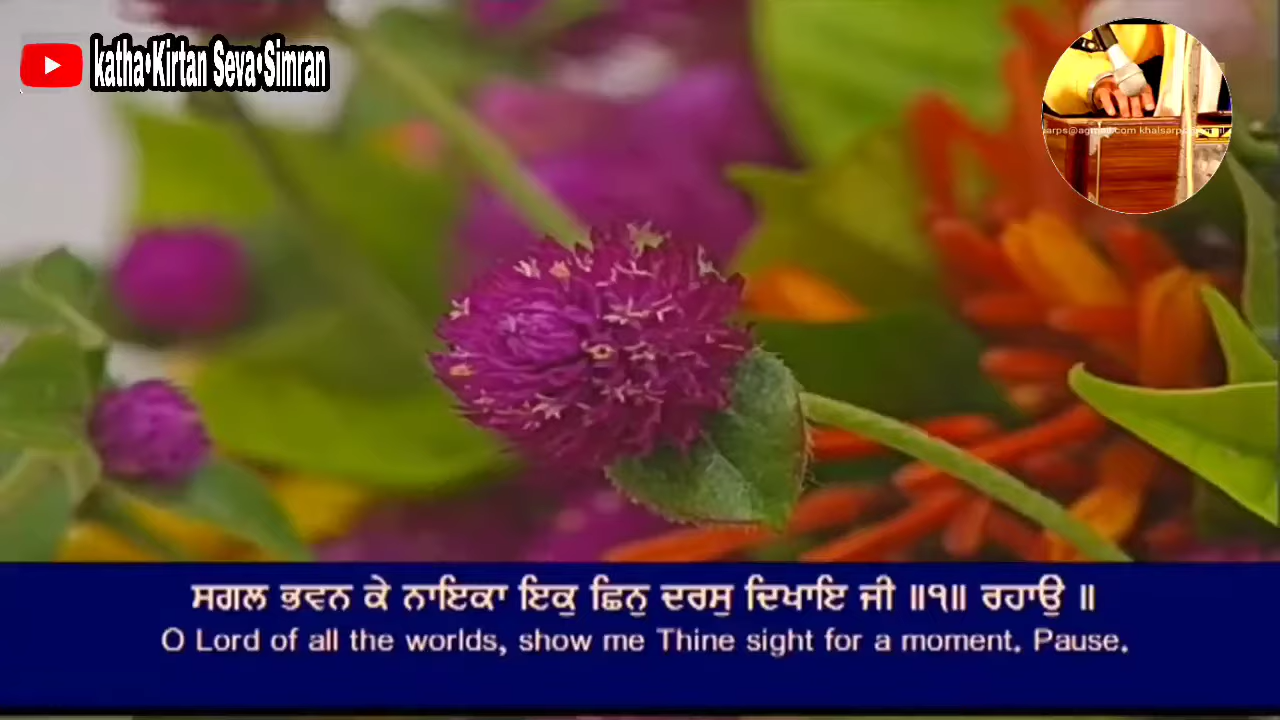 katha•Kirtan Seva•Simran
ਸਗਲ ਭਵਨ ਕੇ ਨਾਇਕਾ ਇਕੁ ਛਿਨੁ ਦਰਸੁ ਦਿਖਾਇ ਜੀ ॥੧॥ ਰਹਾਉ ॥
O Lord of all the worlds, show me Thine sight for a moment. Pause.